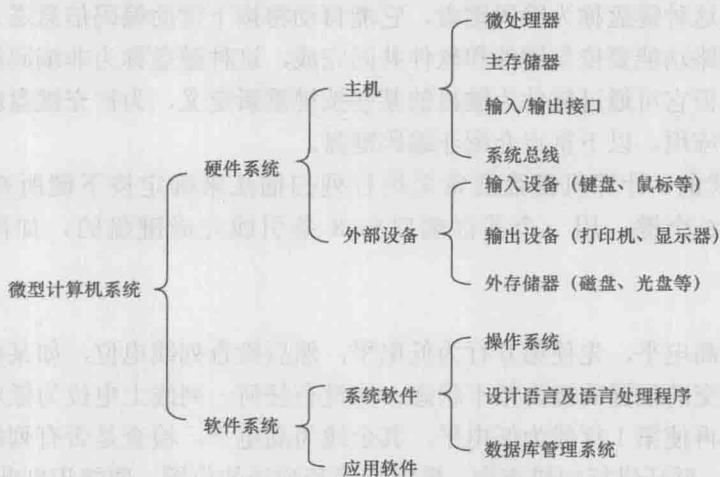 微处理器
主存储器
主机
输入/输出接口
系统总线
硬件系统
输入设备（键盘、鼠标等）
外部设备
输出设备（打印机、显示器）
外存储器（磁盘、光盘等）
微型计算机系统
操作系统
系统软件
设计语言及语言处理程序
软件系统
数据库管理系统
应用软件